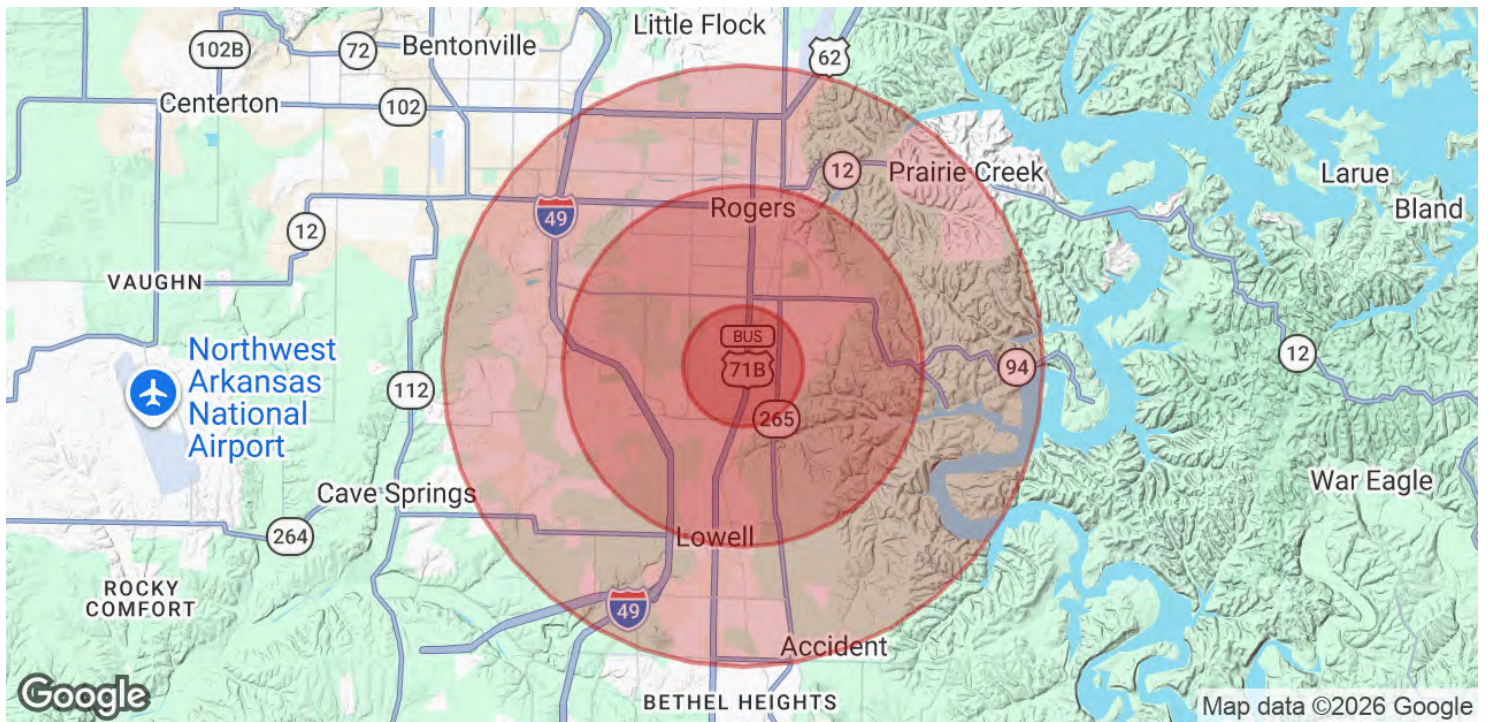 Little Flock
102B
72
Bentonville
62
Centerton
102
12
Prairie Creek
Larue
49
Rogers
Bland
12
VAUGHN
BUS
71B
Northwest
Arkansas
National
Airport
112
94
12
265
Cave Springs
War Eagle
264
Lowell
ROCKY
COMFORT
49
Accident
BETHEL HEIGHTS
Google
Map data ©2026 Google